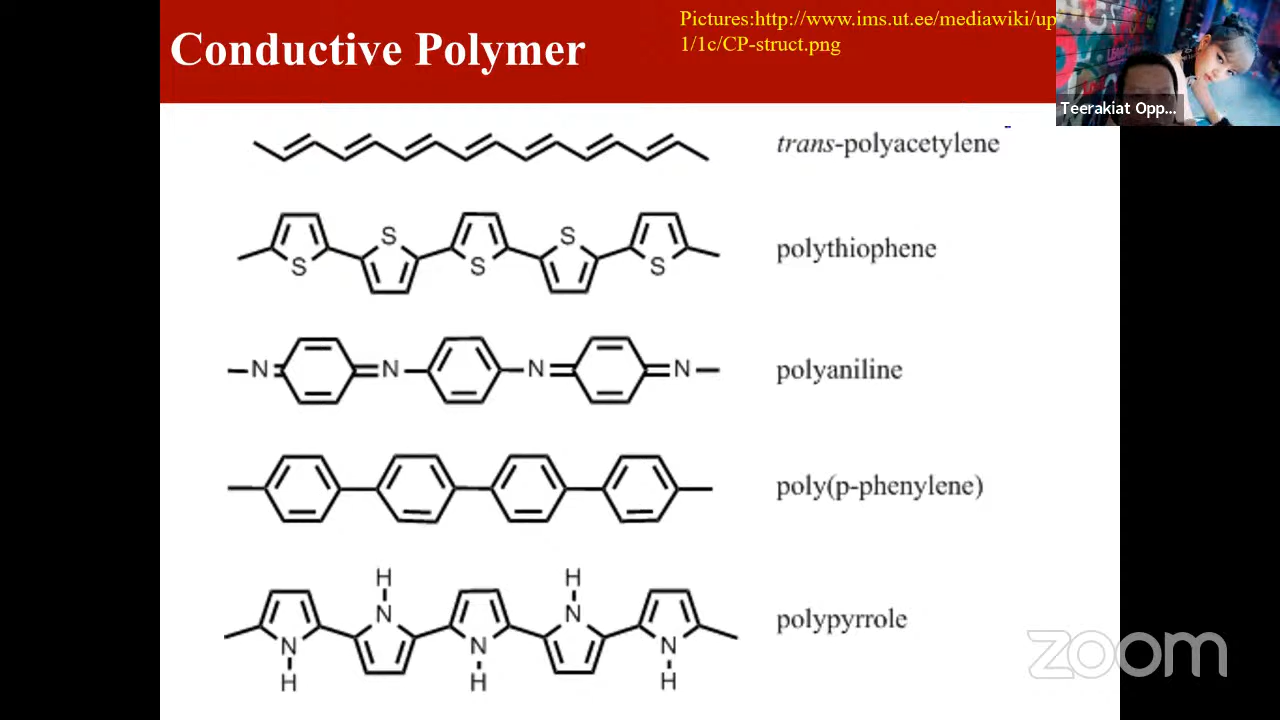 Conductive Polymer
Pictures:http://www.ims.ut.ee/mediawiki/up
1/1c/CP-struct.png
Teerakiat Opp...
trans-polyacetylene
S S S S S
polythiophene
N N N N
polyaniline
poly(p-phenylene)
H H
N N
N N N
H H H
polypyrrole
zoom